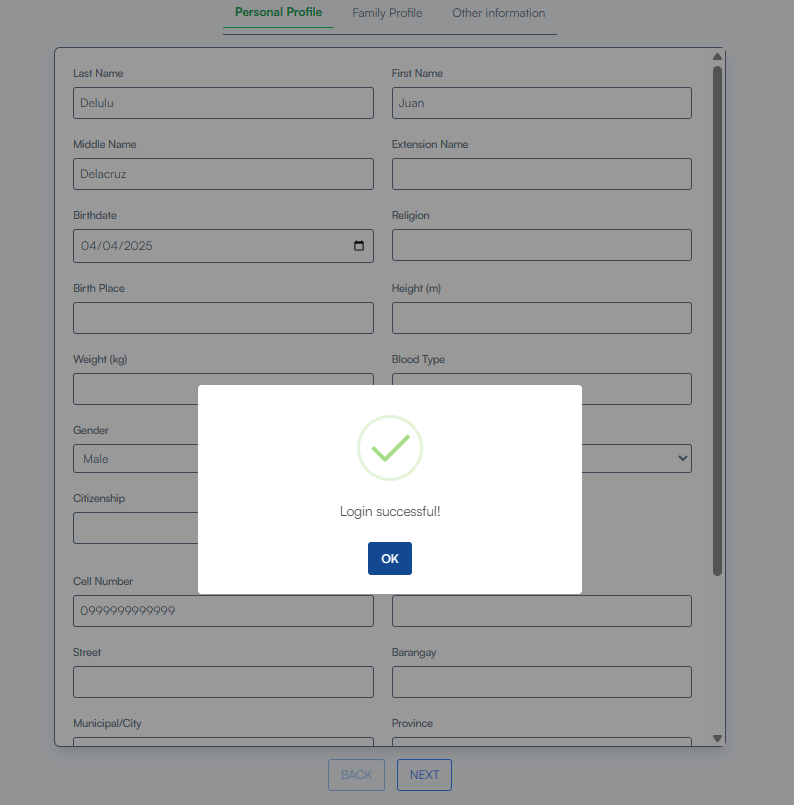 Personal Profile Family Profile Other information
Last Name First Name
Delulu Juan
Middle Name Extension Name
Delacruz
Birthdate Religion
04/04/2025
Birth Place Height (m)
Weight (kg) Blood Type
Gender
Male
Login successful!
Citizenship
OK
Cell Number
0999999999999
Street Barangay
Municipal/City Province
BACK NEXT